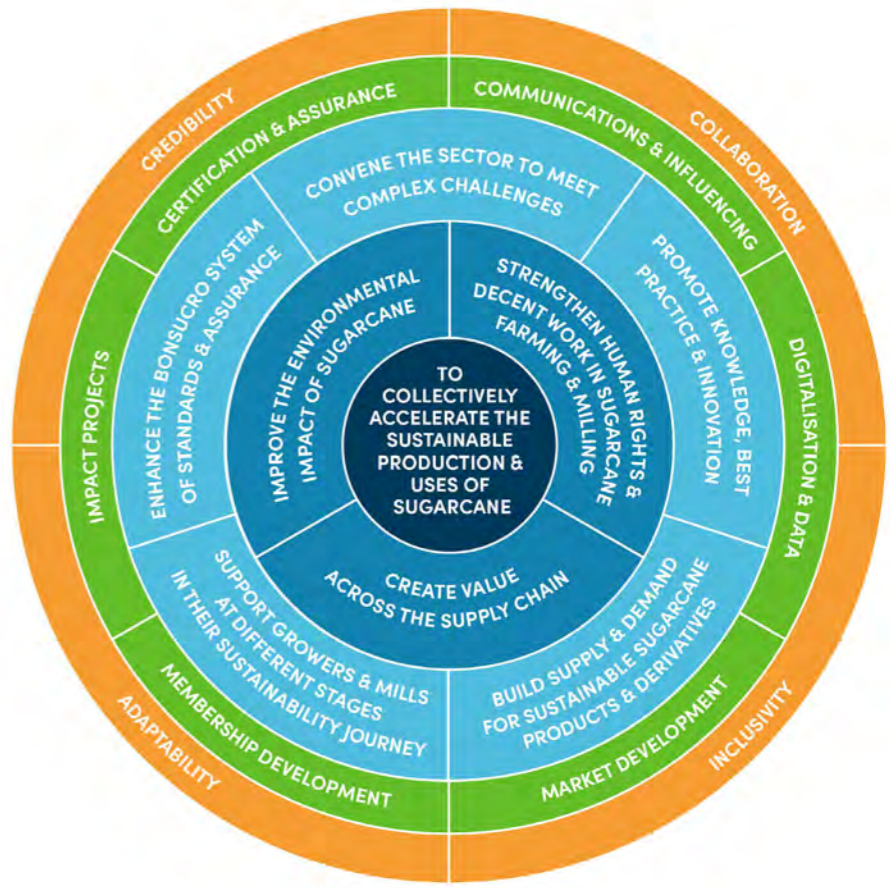 CREDIBILITY
COLLABORATION
INCLUSIVITY
ADAPTABILITY
CERTIFICATION & ASSURANCE
COMMUNICATIONS & INFLUENCING
DIGITALISATION & DATA
MARKET DEVELOPMENT
MEMBERSHIP DEVELOPMENT
IMPACT PROJECTS
CONVENE THE SECTOR TO MEET
COMPLEX CHALLENGES
PROMOTE KNOWLEDGE, BEST
PRACTICE & INNOVATION
BUILD SUPPLY & DEMAND
FOR SUSTAINABLE SUGARCANE
PRODUCTS & DERIVATIVES
SUPPORT GROWERS & MILLS
AT DIFFERENT STAGES
IN THEIR SUSTAINABILITY JOURNEY
ENHANCE THE BONSUCRO SYSTEM
OF STANDARDS & ASSURANCE
IMPROVE THE ENVIRONMENTAL
IMPACT OF SUGARCANE
STRENGTHEN HUMAN RIGHTS &
DECENT WORK IN SUGARCANE
FARMING & MILLING
CREATE VALUE
ACROSS THE SUPPLY CHAIN
TO
COLLECTIVELY
ACCELERATE THE
SUSTAINABLE
PRODUCTION &
USES OF
SUGARCANE